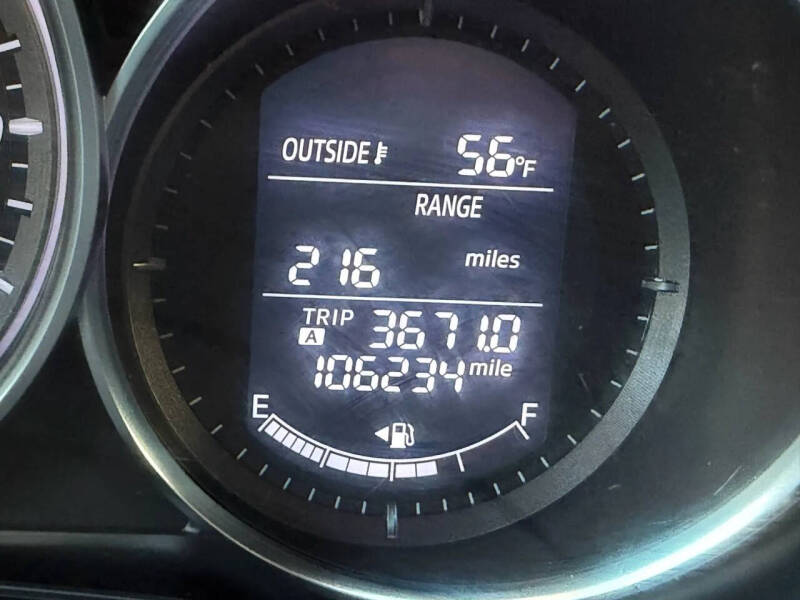 OUTSIDE 56°F
RANGE
216 miles
TRIP
A 3671.0
106234 mile
E F